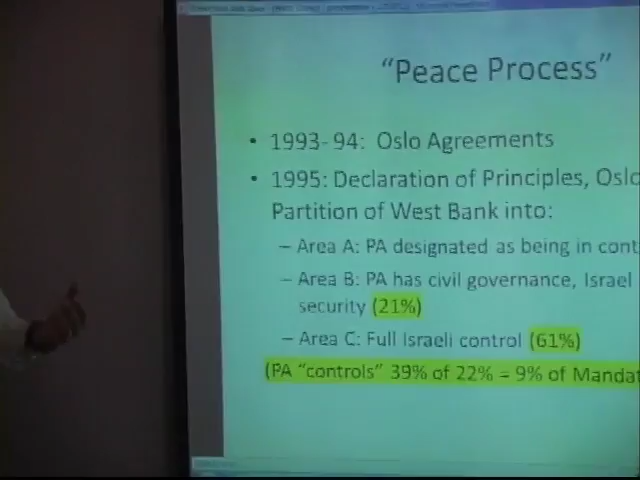 "Peace Process"
• 1993-94: Oslo Agreements
• 1995: Declaration of Principles, Oslo
Partition of West Bank into:
– Area A: PA designated as being in cont
– Area B: PA has civil governance, Israel
security (21%)
– Area C: Full Israeli control (61%)
(PA "controls" 39% of 22% = 9% of Mandat